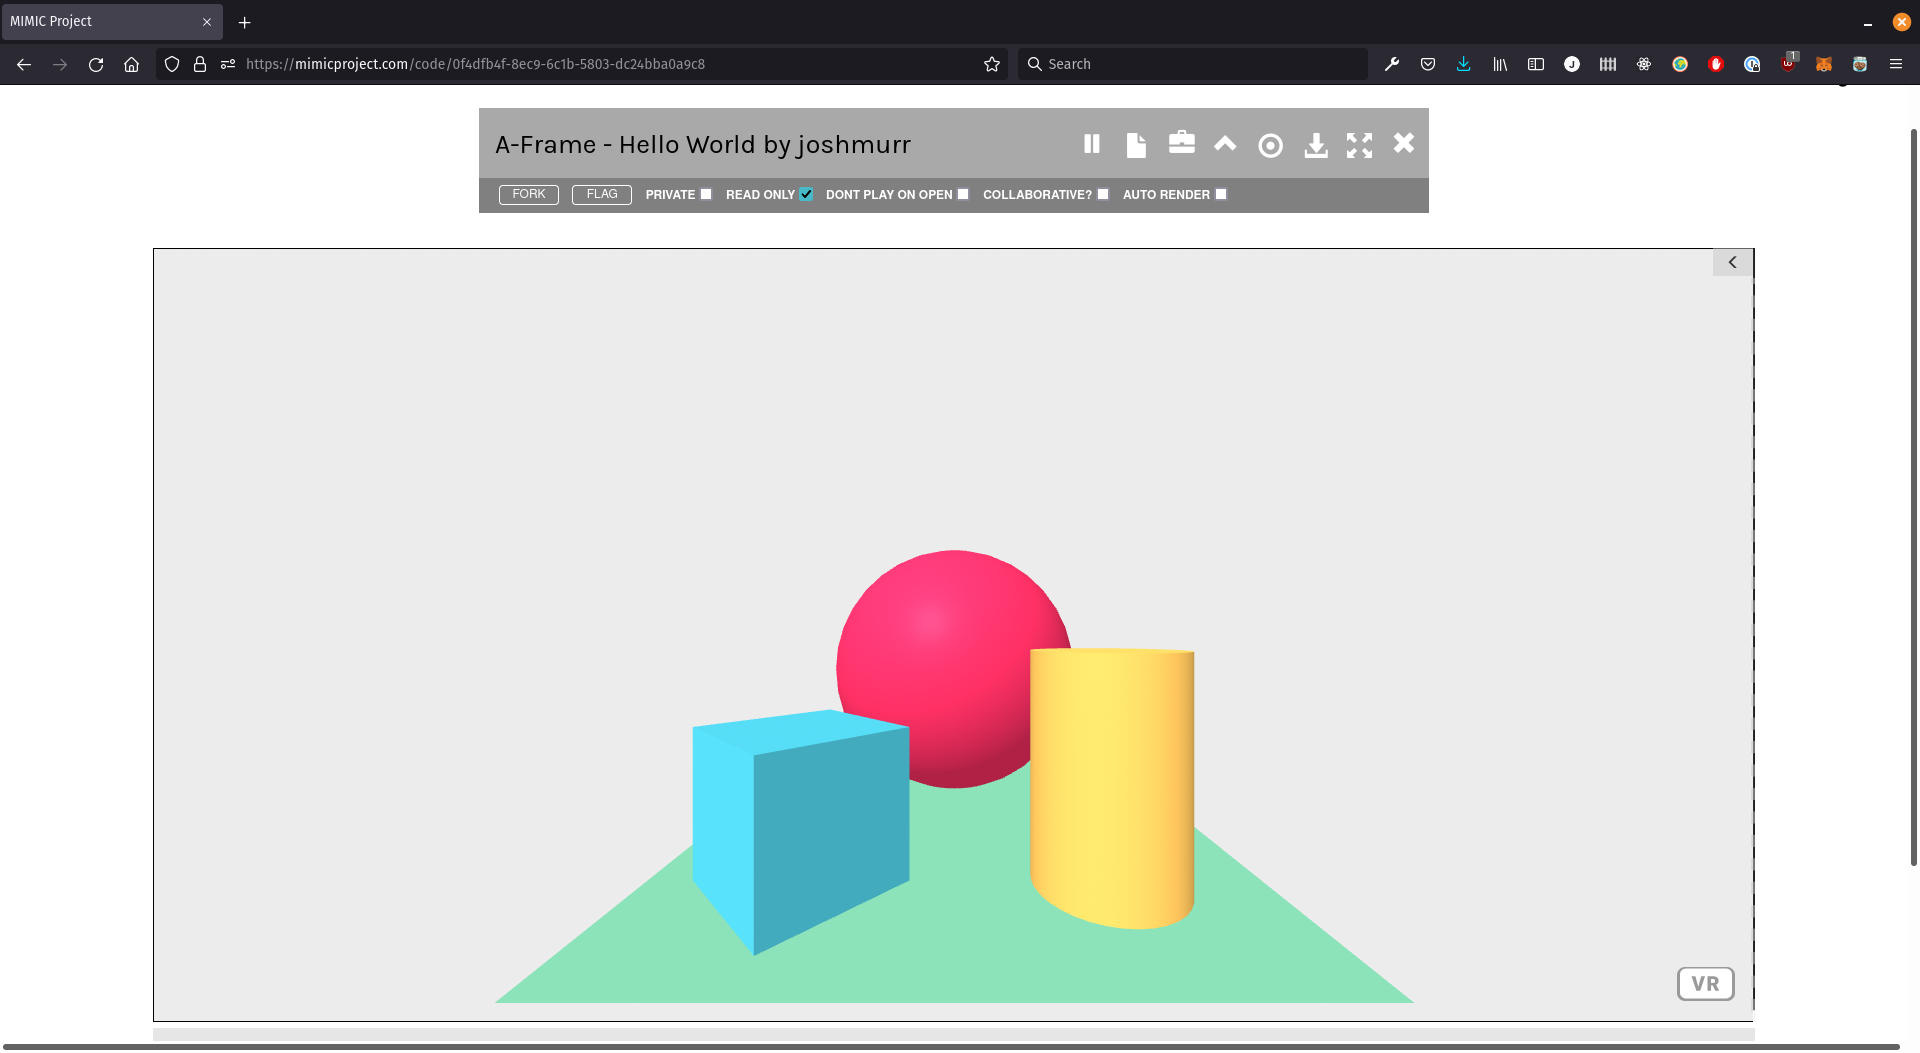 MIMIC Project
https://mimicproject.com/code/0f4dfb4f-8ec9-6c1b-5803-dc24bba0a9c8
Search
J
1
A-Frame - Hello World by joshmurr
FORK FLAG PRIVATE READ ONLY DONT PLAY ON OPEN COLLABORATIVE? AUTO RENDER
VR